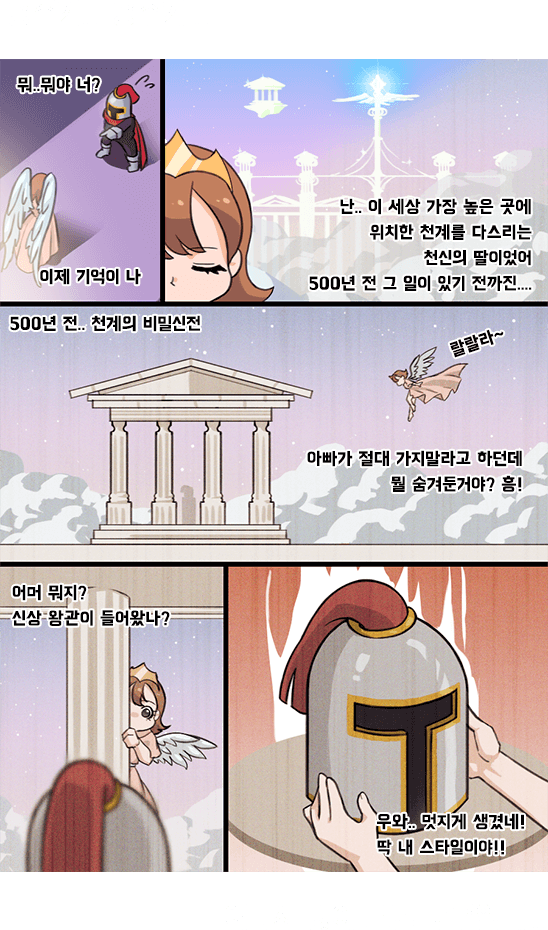 뭐..뭐야 너?
이제 기억이 나
난.. 이 세상 가장 높은 곳에
위치한 천계를 다스리는
천신의 딸이었어
500년 전 그 일이 있기 전까진....
500년 전.. 천계의 비밀신전
랄랄라~
아빠가 절대 가지말라고 하던데
뭘 숨겨둔거야? 흥!
어머 뭐지?
신상 왕관이 들어왔나?
우와.. 멋지게 생겼네!
딱 내 스타일이야!!